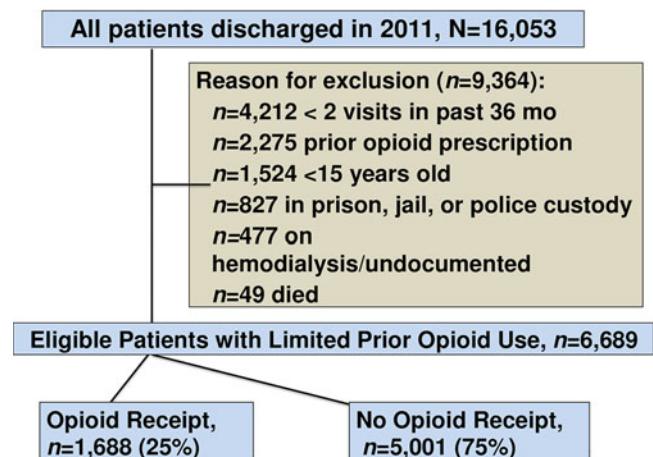 All patients discharged in 2011, N=16,053
Reason for exclusion (n=9,364):
n=4,212 < 2 visits in past 36 mo
n=2,275 prior opioid prescription
n=1,524 <15 years old
n=827 in prison, jail, or police custody
n=477 on
hemodialysis/undocumented
n=49 died
Eligible Patients with Limited Prior Opioid Use, n=6,689
Opioid Receipt,
n=1,688 (25%)
No Opioid Receipt,
n=5,001 (75%)